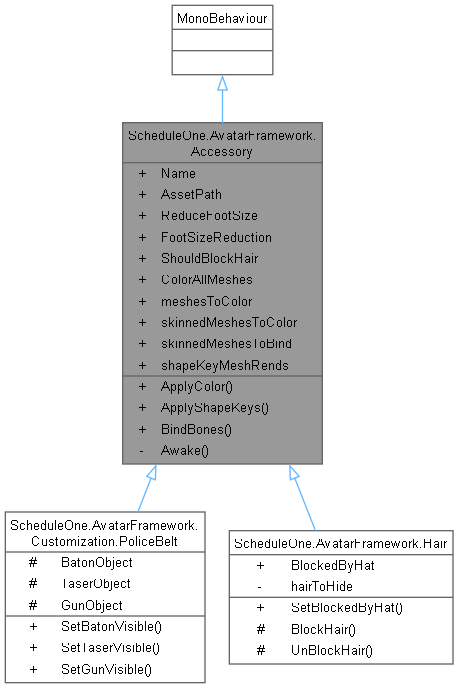 MonoBehaviour
ScheduleOne.AvatarFramework.
Accessory
+ Name
+ AssetPath
+ ReduceFootSize
+ FootSizeReduction
+ ShouldBlockHair
+ ColorAllMeshes
+ meshesToColor
+ skinnedMeshesToColor
+ skinnedMeshesToBind
+ shapeKeyMeshRends
+ ApplyColor()
+ ApplyShapeKeys()
+ BindBones()
- Awake()
ScheduleOne.AvatarFramework.
Customization.PoliceBelt
# BatonObject
# TaserObject
# GunObject
+ SetBatonVisible()
+ SetTaserVisible()
+ SetGunVisible()
ScheduleOne.AvatarFramework.Hair
+ BlockedByHat
- hairToHide
+ SetBlockedByHat()
# BlockHair()
# UnBlockHair()